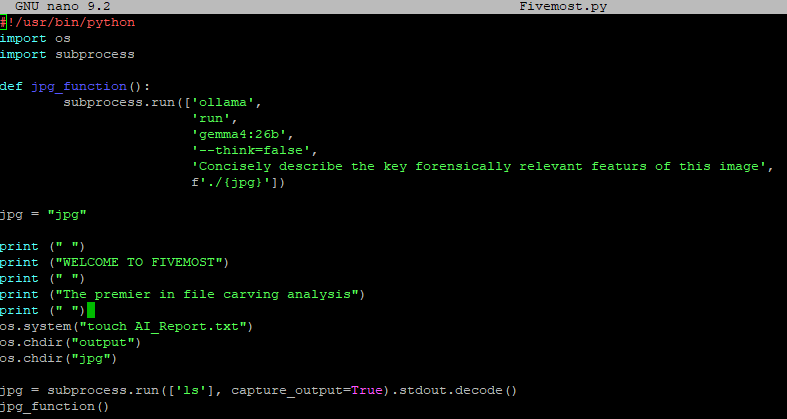 GNU nano 9.2 Fivemost.py
#!/usr/bin/python
import os
import subprocess
def jpg_function():
subprocess.run(['ollama',
'run',
'gemma4:26b',
'--think=false',
'Concisely describe the key forensically relevant featurs of this image',
f'./{jpg}'])
jpg = "jpg"
print (" ")
print ("WELCOME TO FIVEMOST")
print (" ")
print ("The premier in file carving analysis")
print (" ")
os.system("touch AI_Report.txt")
os.chdir("output")
os.chdir("jpg")
jpg = subprocess.run(['ls'], capture_output=True).stdout.decode()
jpg_function()